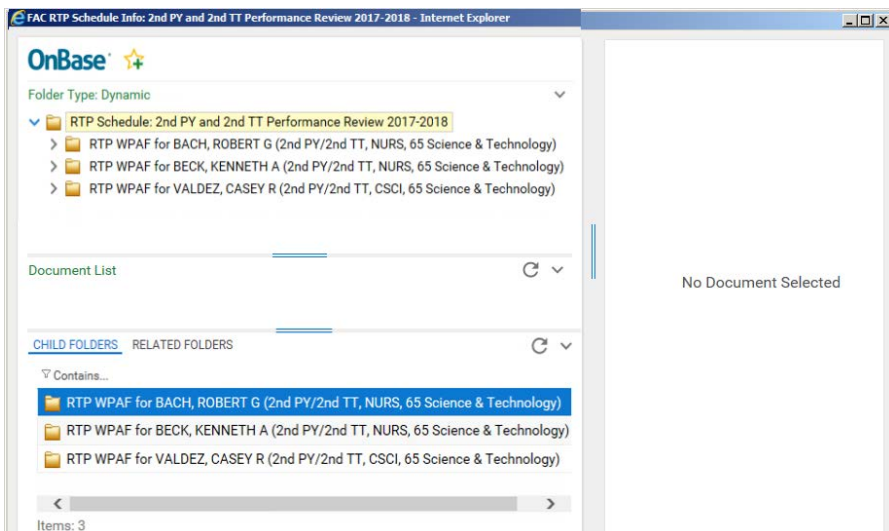 FAC RTP Schedule Info: 2nd PY and 2nd TT Performance Review 2017-2018 - Internet Explorer
OnBase
Folder Type: Dynamic
RTP Schedule: 2nd PY and 2nd TT Performance Review 2017-2018
RTP WPAF for BACH, ROBERT G (2nd PY/2nd TT, NURS, 65 Science & Technology)
RTP WPAF for BECK, KENNETH A (2nd PY/2nd TT, NURS, 65 Science & Technology)
RTP WPAF for VALDEZ, CASEY R (2nd PY/2nd TT, CSCI, 65 Science & Technology)
Document List
No Document Selected
CHILD FOLDERS RELATED FOLDERS
Contains...
RTP WPAF for BACH, ROBERT G (2nd PY/2nd TT, NURS, 65 Science & Technology)
RTP WPAF for BECK, KENNETH A (2nd PY/2nd TT, NURS, 65 Science & Technology)
RTP WPAF for VALDEZ, CASEY R (2nd PY/2nd TT, CSCI, 65 Science & Technology)
Items: 3